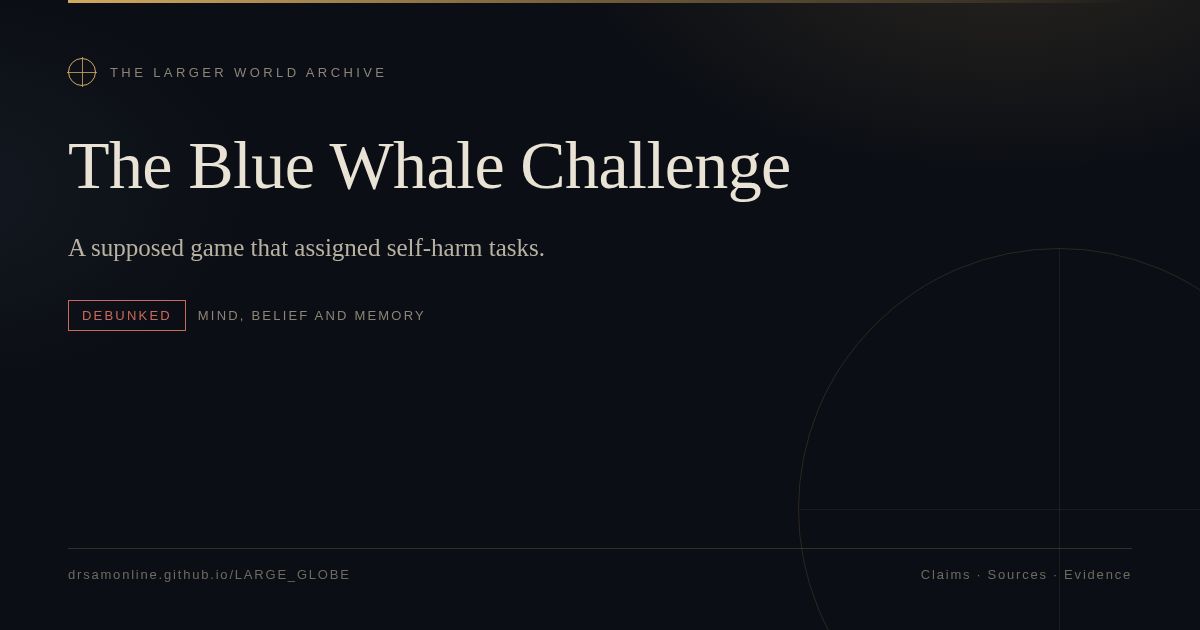 THE LARGER WORLD ARCHIVE
The Blue Whale Challenge
A supposed game that assigned self-harm tasks.
DEBUNKED MIND, BELIEF AND MEMORY
drsamonline.github.io/LARGE_GLOBE Claims · Sources · Evidence